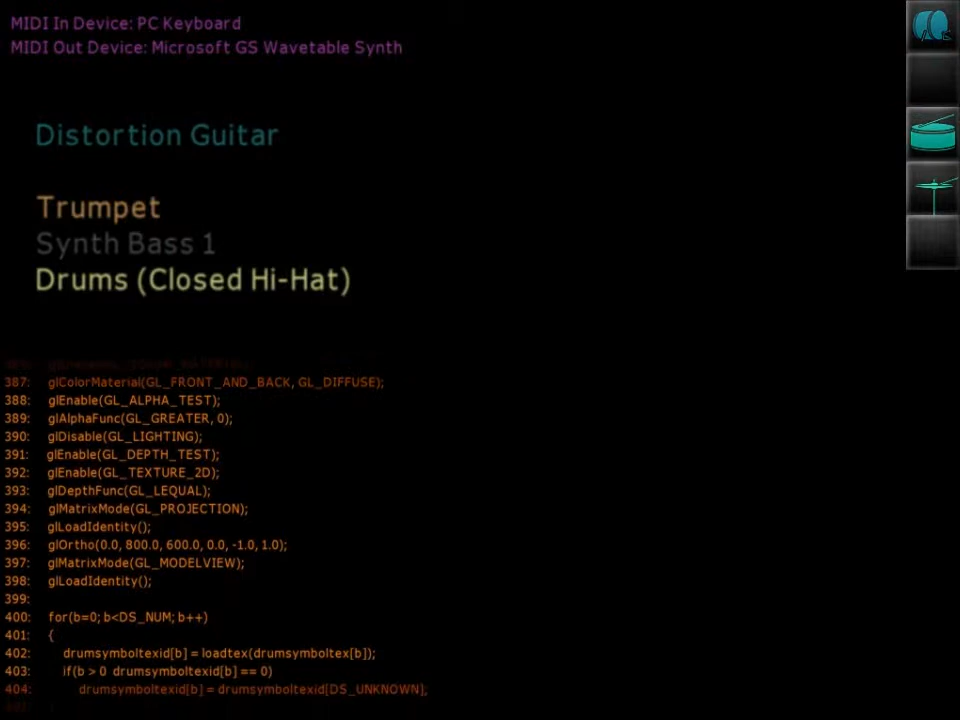 MIDI In Device: PC Keyboard
MIDI Out Device: Microsoft GS Wavetable Synth
Distortion Guitar
Trumpet
Synth Bass 1
Drums (Closed Hi-Hat)
387: glColorMaterial(GL_FRONT_AND_BACK, GL_DIFFUSE);
388: glEnable(GL_ALPHA_TEST);
389: glAlphaFunc(GL_GREATER, 0);
390: glDisable(GL_LIGHTING);
391: glEnable(GL_DEPTH_TEST);
392: glEnable(GL_TEXTURE_2D);
393: glDepthFunc(GL_LEQUAL);
394: glMatrixMode(GL_PROJECTION);
395: glLoadIdentity();
396: glOrtho(0.0, 800.0, 600.0, 0.0, -1.0, 1.0);
397: glMatrixMode(GL_MODELVIEW);
398: glLoadIdentity();
399:
400: for(b=0; b<DS_NUM; b++)
401: {
402: drumsymboltexid[b] = loadtex(drumsymboltex[b]);
403: if(b > 0 drumsymboltexid[b] == 0)
404: drumsymboltexid[b] = drumsymboltexid[DS_UNKNOWN];